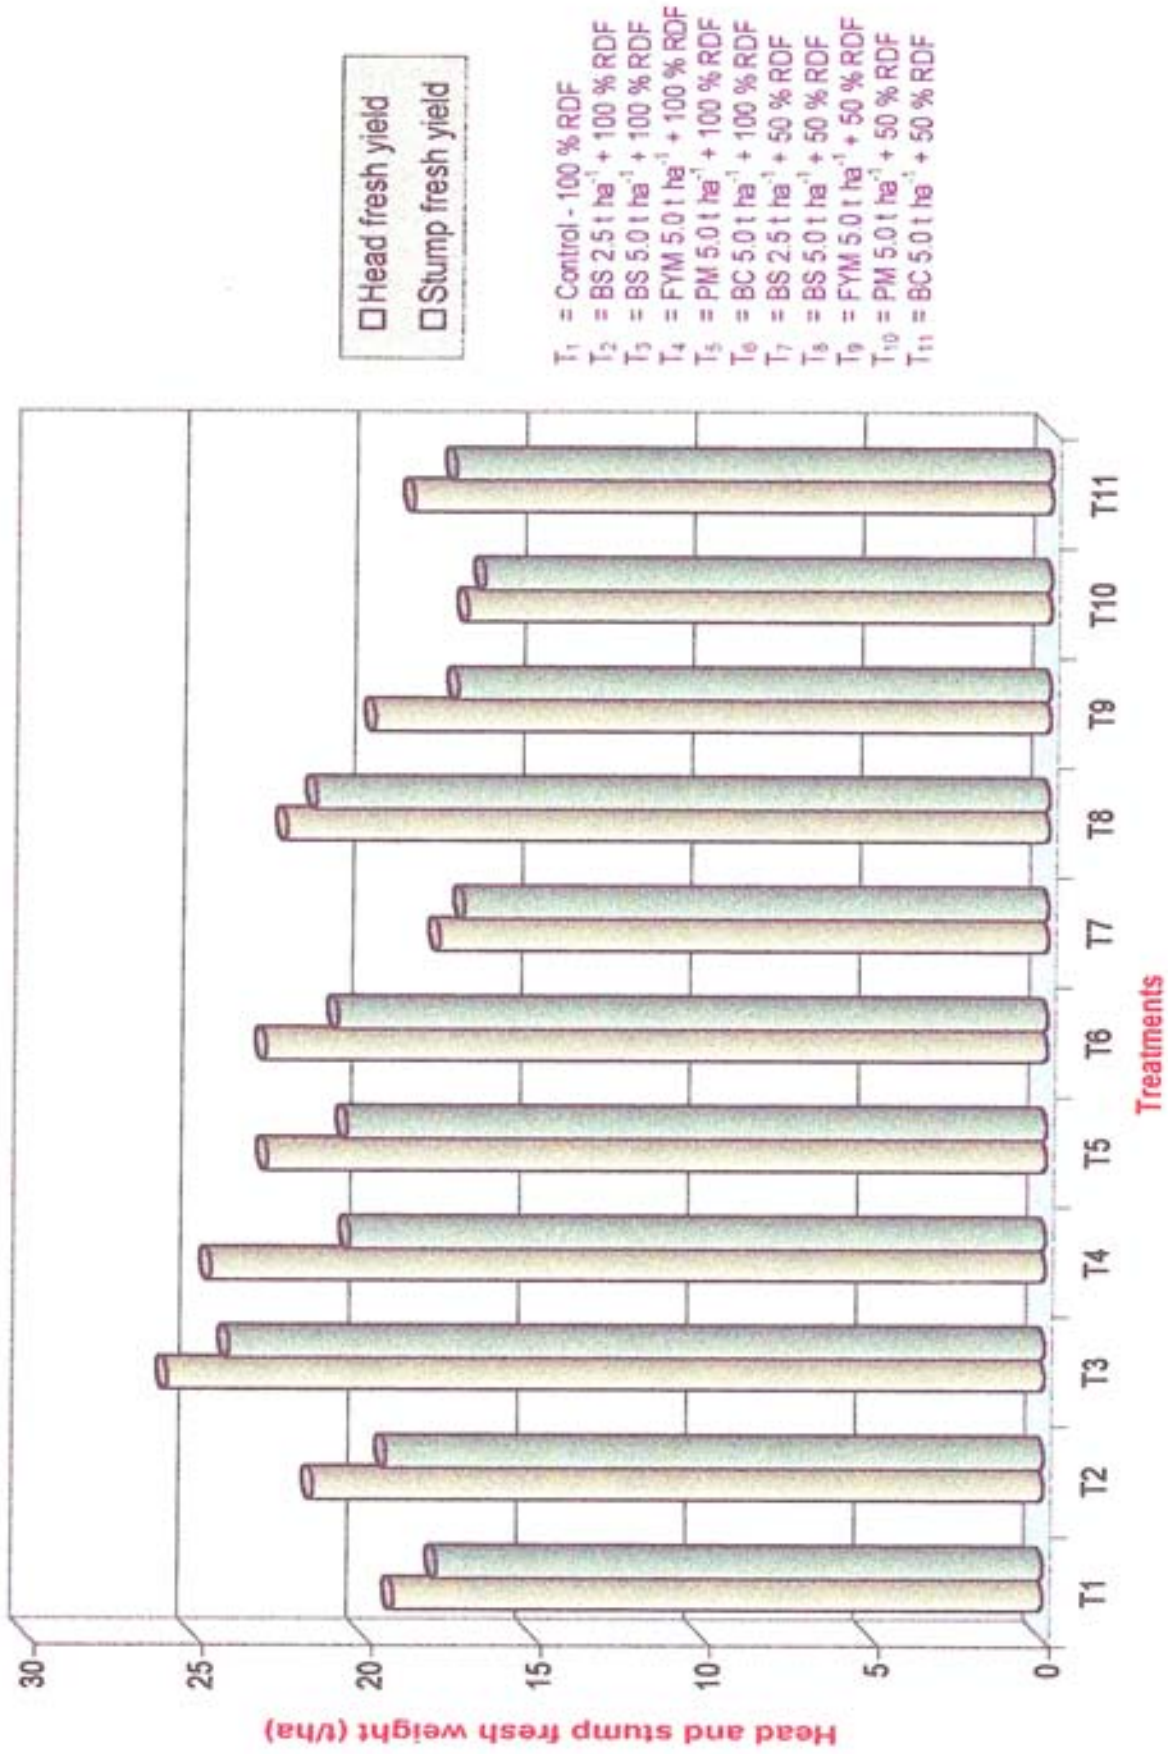 Head and stump fresh weight (t/ha)
30
25
20
15
10
5
0
T1
T2
T3
T4
T5
T6
T7
T8
T9
T10
T11
Treatments
Head fresh yield
Stump fresh yield
T₁ = Control - 100 % RDF
T₂ = BS 2.5 t ha⁻¹ + 100 % RDF
T₃ = BS 5.0 t ha⁻¹ + 100 % RDF
T₄ = FYM 5.0 t ha⁻¹ + 100 % RDF
T₅ = PM 5.0 t ha⁻¹ + 100 % RDF
T₆ = BC 5.0 t ha⁻¹ + 100 % RDF
T₇ = BS 2.5 t ha⁻¹ + 50 % RDF
T₈ = BS 5.0 t ha⁻¹ + 50 % RDF
T₉ = FYM 5.0 t ha⁻¹ + 50 % RDF
T₁₀ = PM 5.0 t ha⁻¹ + 50 % RDF
T₁₁ = BC 5.0 t ha⁻¹ + 50 % RDF